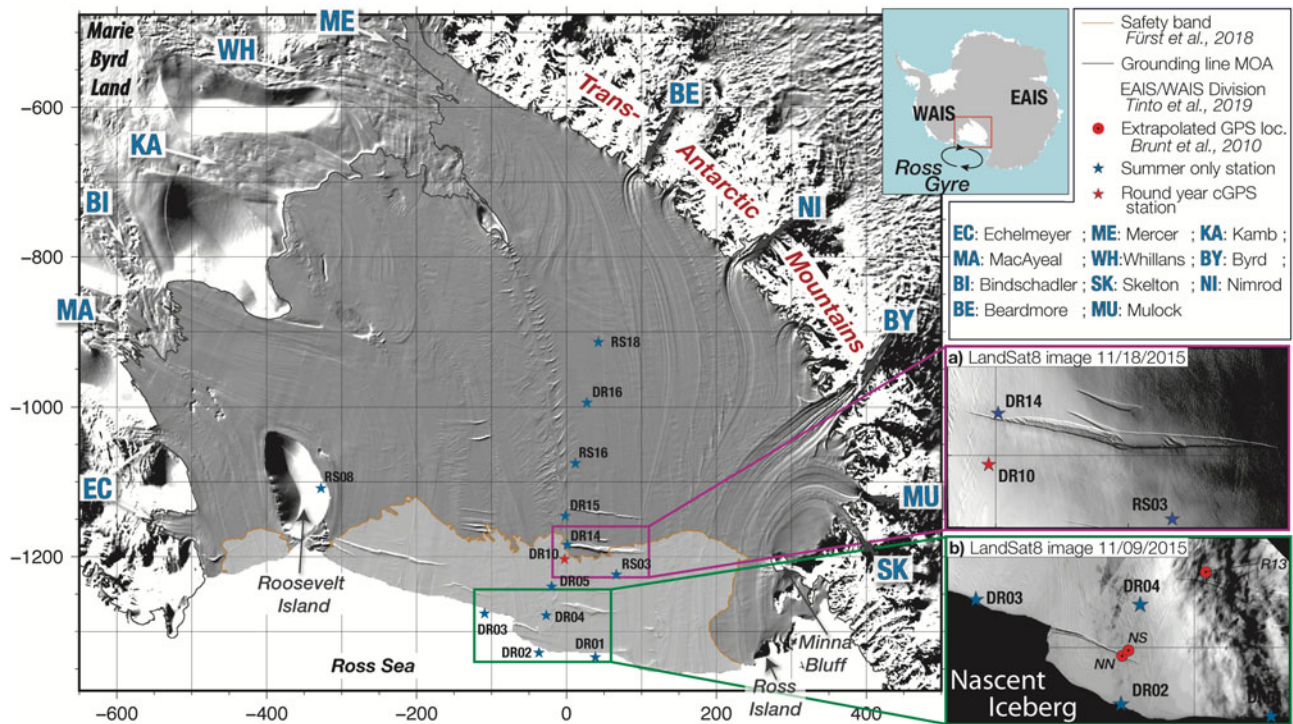 Marie
Byrd
Land
WH
ME
KA
BI
MA
EC
Trans-
Antarctic
Mountains
BE
NI
BY
MU
SK
RS18
DR16
RS16
RS08
DR15
DR14
DR10
RS03
DR05
DR04
DR03
DR02
DR01
Roosevelt
Island
Ross Sea
Ross
Island
Minna
Bluff
−600
−800
−1000
−1200
−600
−400
−200
0
200
400
WAIS
EAIS
Ross
Gyre
Safety band
Fürst et al., 2018
Grounding line MOA
EAIS/WAIS Division
Tinto et al., 2019
Extrapolated GPS loc.
Brunt et al., 2010
Summer only station
Round year cGPS
station
EC: Echelmeyer ; ME: Mercer ; KA: Kamb ;
MA: MacAyeal ; WH: Whillans ; BY: Byrd ;
BI: Bindschadler ; SK: Skelton ; NI: Nimrod
BE: Beardmore ; MU: Mulock
a) LandSat8 image 11/18/2015
DR14
DR10
RS03
b) LandSat8 image 11/09/2015
R13
DR03
DR04
NS
NN
DR02
Nascent
Iceberg